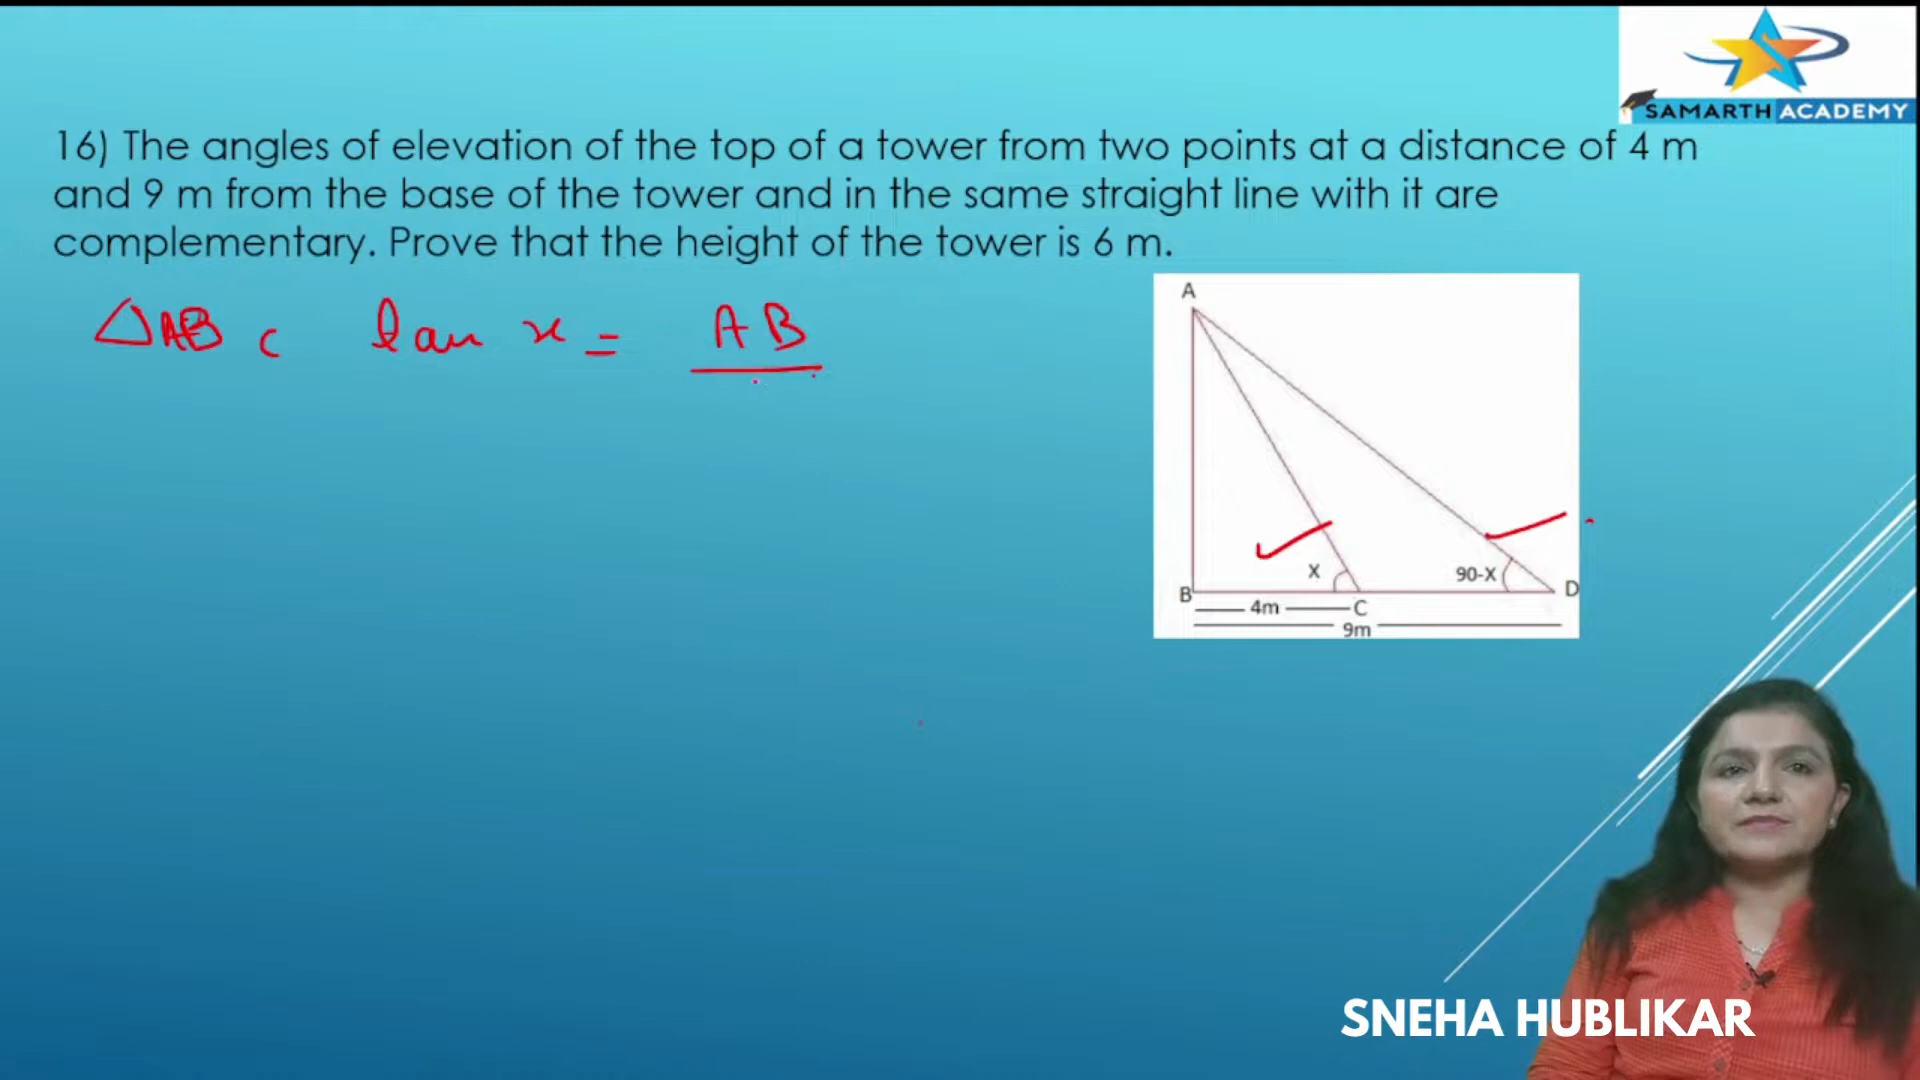 SAMARTH ACADEMY
16) The angles of elevation of the top of a tower from two points at a distance of 4 m
and 9 m from the base of the tower and in the same straight line with it are
complementary. Prove that the height of the tower is 6 m.
△ABC tan x = AB
A
X
90-X
B
D
4m
C
9m
SNEHA HUBLIKAR